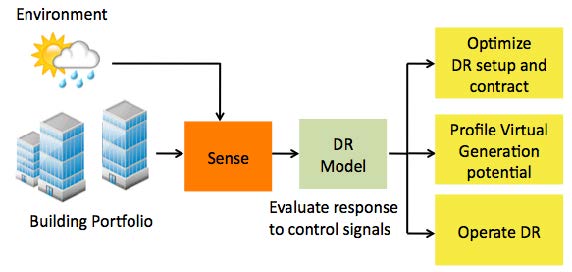 Environment
Building Portfolio
Sense
DR
Model
Evaluate response
to control signals
Optimize
DR setup and
contract
Profile Virtual
Generation
potential
Operate DR